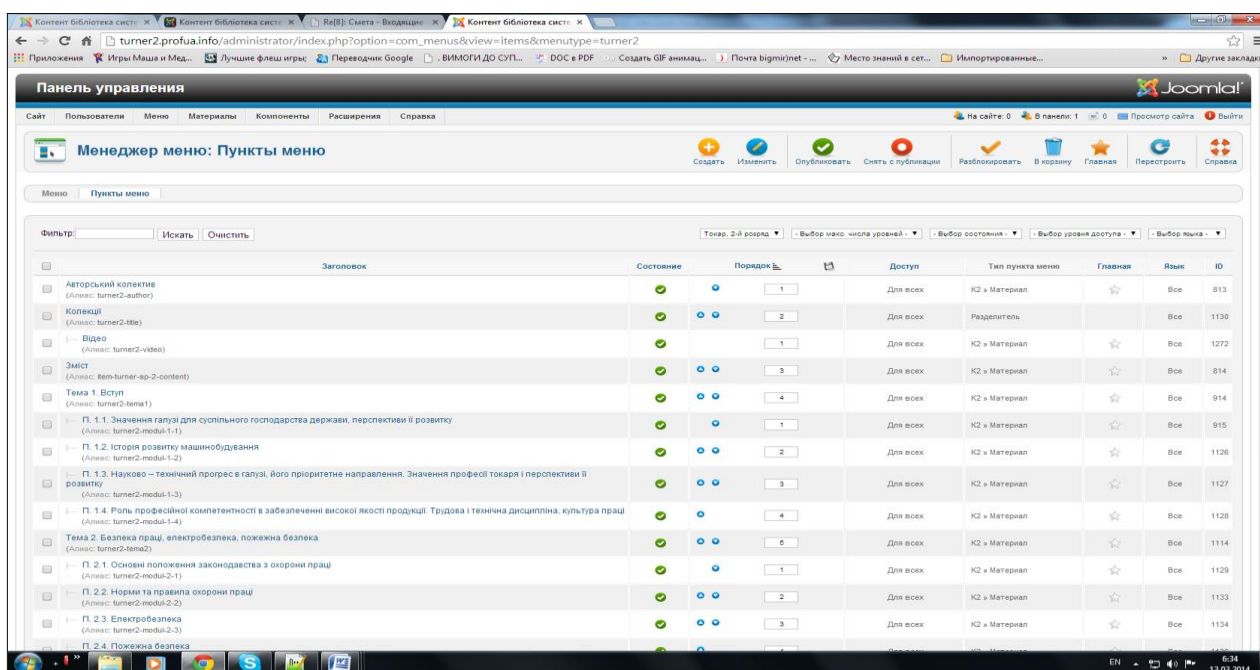 Контент бібліотека систе
Контент бібліотека систе
Re[8]: Смета - Входящие
Контент бібліотека систе
turner2.profua.info/administrator/index.php?option=com_menus&view=items&menutype=turner2
Приложения Игры Маша и Мед... Лучшие флеш игры; Переводчик Google . ВИМОГИ ДО СУП... DOC в PDF Создать GIF анимац... Почта bigmir)net - ... Место знаний в сет... Импортированные... » Другие закладки
Панель управления Joomla!
Сайт Пользователи Меню Материалы Компоненты Расширения Справка На сайте: 0 В панели: 1 0 Просмотр сайта Выйти
Менеджер меню: Пункты меню
Создать Изменить Опубликовать Снять с публикации Разблокировать В корзину Главная Перестроить Справка
Меню Пункты меню
Фильтр: Искать Очистить Токар, 2-й розряд - Выбор макс. числа уровней - - Выбор состояния - - Выбор уровня доступа - - Выбор языка -
Заголовок Состояние Порядок Доступ Тип пункта меню Главная Язык ID
Авторський колектив
(Алиас: turner2-author) 1 Для всех K2 » Материал Все 813
Колекції
(Алиас: turner2-title) 2 Для всех Разделитель Все 1130
Відео
(Алиас: turner2-video) 1 Для всех K2 » Материал Все 1272
Зміст
(Алиас: item-turner-ap-2-content) 3 Для всех K2 » Материал Все 814
Тема 1. Вступ
(Алиас: turner2-tema1) 4 Для всех K2 » Материал Все 914
П. 1.1. Значення галузі для суспільного господарства держави, перспективи її розвитку
(Алиас: turner2-modul-1-1) 1 Для всех K2 » Материал Все 915
П. 1.2. Історія розвитку машинобудування
(Алиас: turner2-modul-1-2) 2 Для всех K2 » Материал Все 1126
П. 1.3. Науково – технічний прогрес в галузі, його пріоритетне направлення. Значення професії токаря і перспективи її
розвитку
(Алиас: turner2-modul-1-3) 3 Для всех K2 » Материал Все 1127
П. 1.4. Роль професійної компетентності в забезпеченні високої якості продукції. Трудова і технічна дисципліна, культура праці
(Алиас: turner2-modul-1-4) 4 Для всех K2 » Материал Все 1128
Тема 2. Безпека праці, електробезпека, пожежна безпека
(Алиас: turner2-tema2) Для всех K2 » Материал Все 1114
П. 2.1. Основні положення законодавства з охорони праці
(Алиас: turner2-modul-2-1) 1 Для всех K2 » Материал Все 1129
П. 2.2. Норми та правила охорони праці
(Алиас: turner2-modul-2-2) 2 Для всех K2 » Материал Все 1133
П. 2.3. Електробезпека
(Алиас: turner2-modul-2-3) 3 Для всех K2 » Материал Все 1134
П. 2.4. Пожежна безпека
EN 6:34